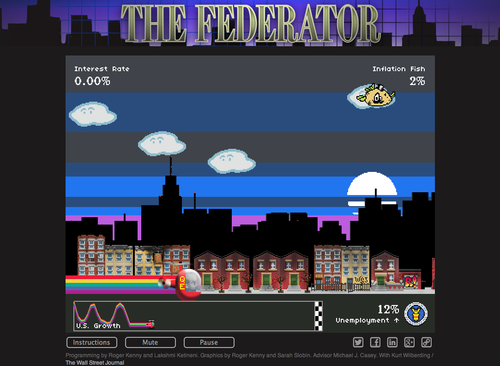 THE FEDERATOR
Interest Rate
0.00%
Inflation Fish
2%
12%
Unemployment ↑
U.S. Growth
Instructions
Mute
Pause
Programming by Roger Kenny and Lakshmi Ketineni. Graphics by Roger Kenny and Sarah Slobin. Advisor Michael J. Casey. With Kurt Wilberding /
The Wall Street Journal